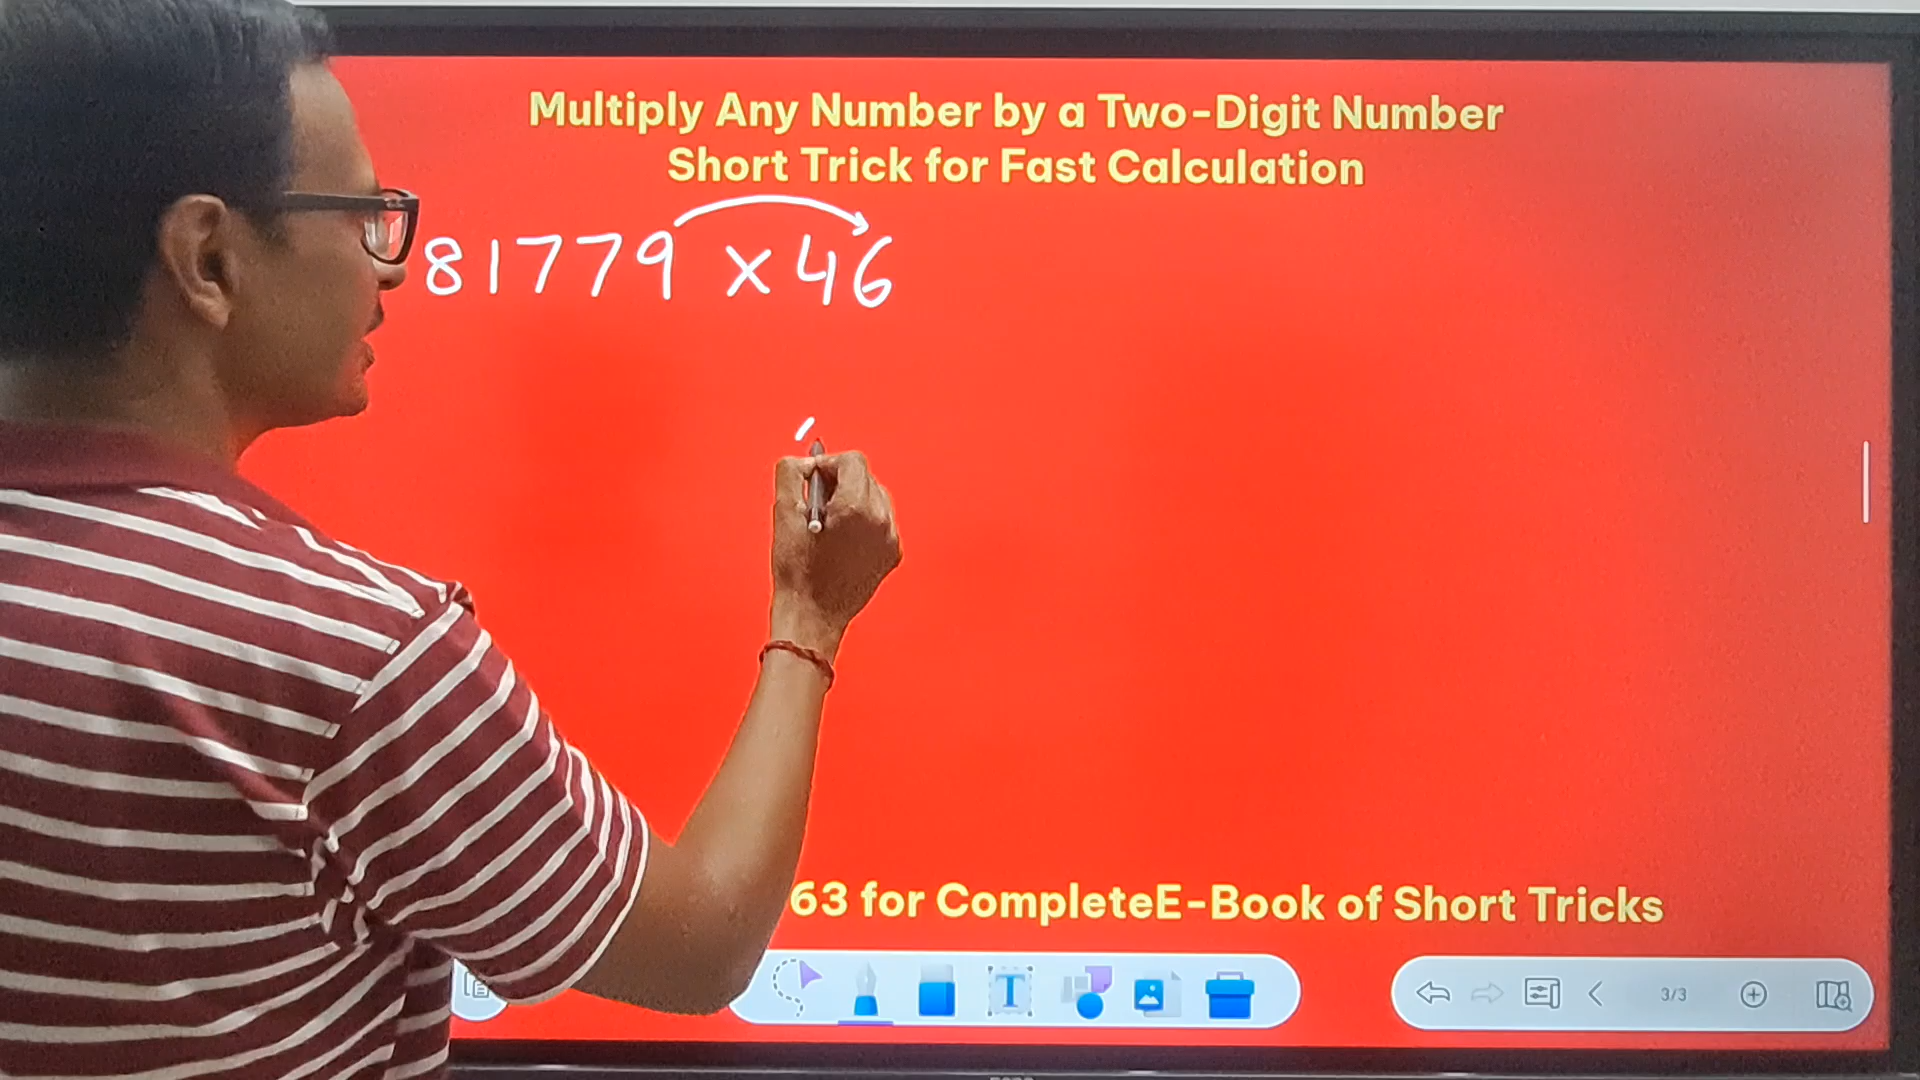 Multiply Any Number by a Two-Digit Number
Short Trick for Fast Calculation
81779 × 46
63 for CompleteE-Book of Short Tricks
T
3/3